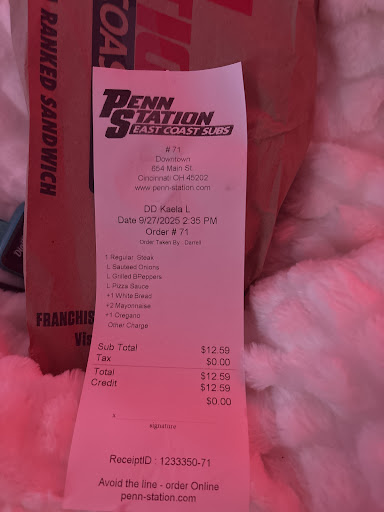 RANKED SANDWICH
TOAS
PENN
STATION
EAST COAST SUBS
# 71
Downtown
654 Main St
Cincinnati OH 45202
www.penn-station.com
DD Kaela L
Date 9/27/2025 2:35 PM
Order # 71
Order Taken By : Darrell
1 Regular Steak
L Sauteed Onions
L Grilled BPeppers
L Pizza Sauce
+1 White Bread
+2 Mayonnaise
+1 Oregano
Other Charge
Sub Total $12.59
Tax $0.00
Total $12.59
Credit $12.59
$0.00
x
signature
ReceiptID : 1233350-71
Avoid the line - order Online
penn-station.com
FRANCHIS
Vis